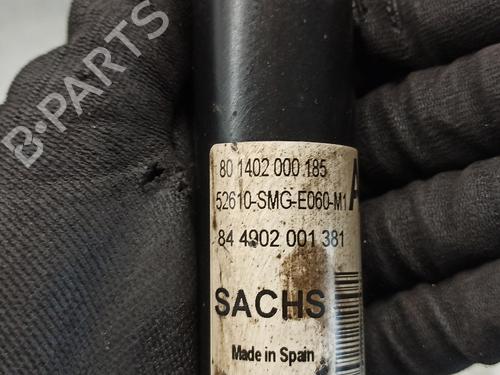 B-PARTS
80 1402 000 185
52610-SMG-E060-M1 A
84 4902 001 381
SACHS
Made in Spain